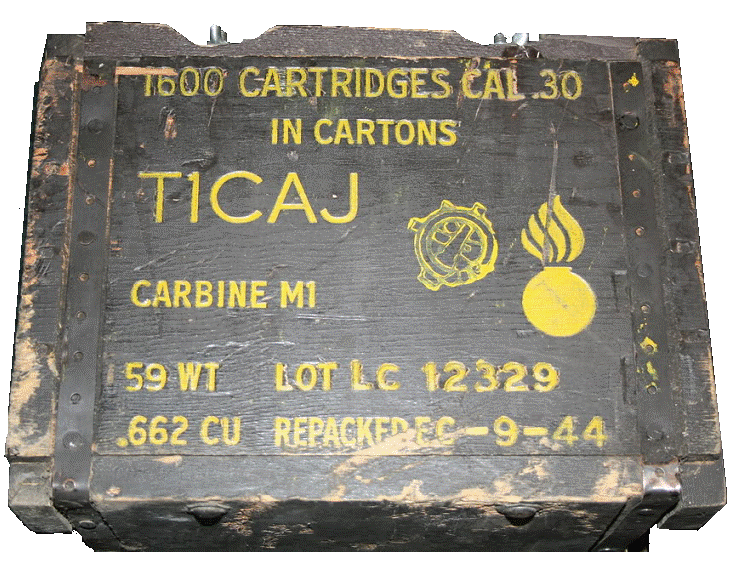 1600 CARTRIDGES CAL .30
IN CARTONS
T1CAJ
CARBINE M1
59 WT LOT LC 12329
.662 CU REPACKED EC -9-44